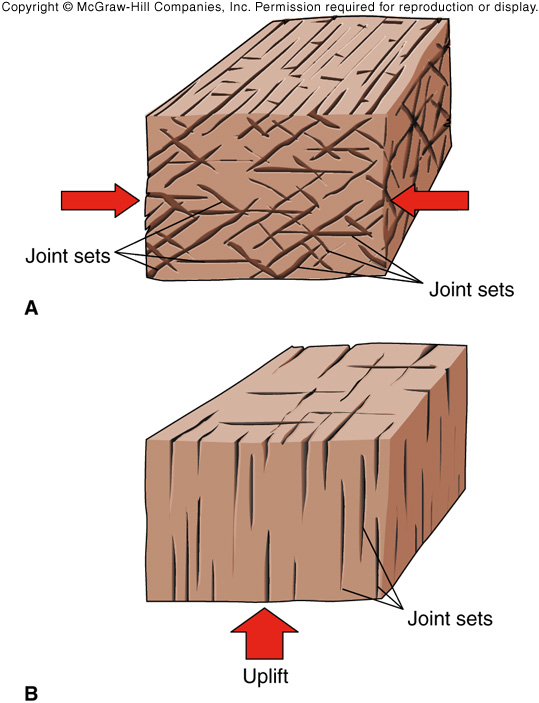 Copyright © McGraw-Hill Companies, Inc. Permission required for reproduction or display.
Joint sets
Joint sets
A
Joint sets
Uplift
B